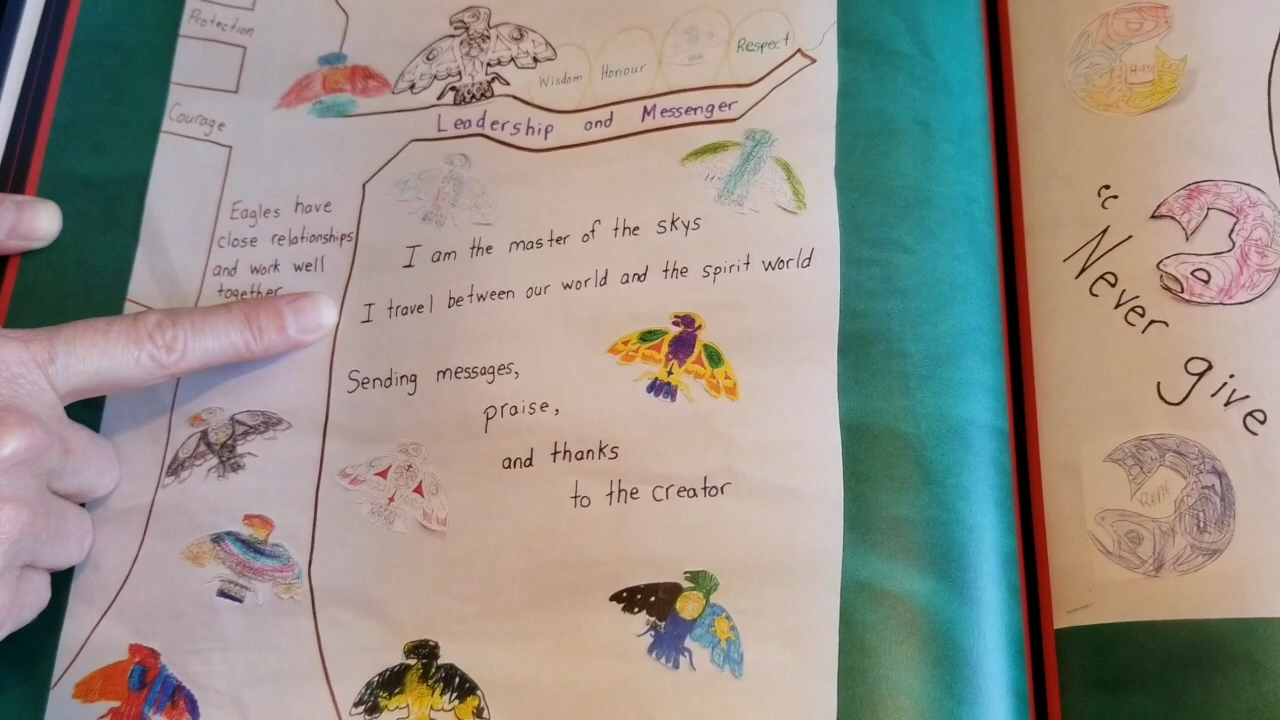 Protection
Courage
Wisdom
Honour
Respect
Leadership and Messenger
Eagles have
close relationships
and work well
together
I am the master of the skys
I travel between our world and the spirit world
Sending messages,
praise,
and thanks
to the creator
"Never give